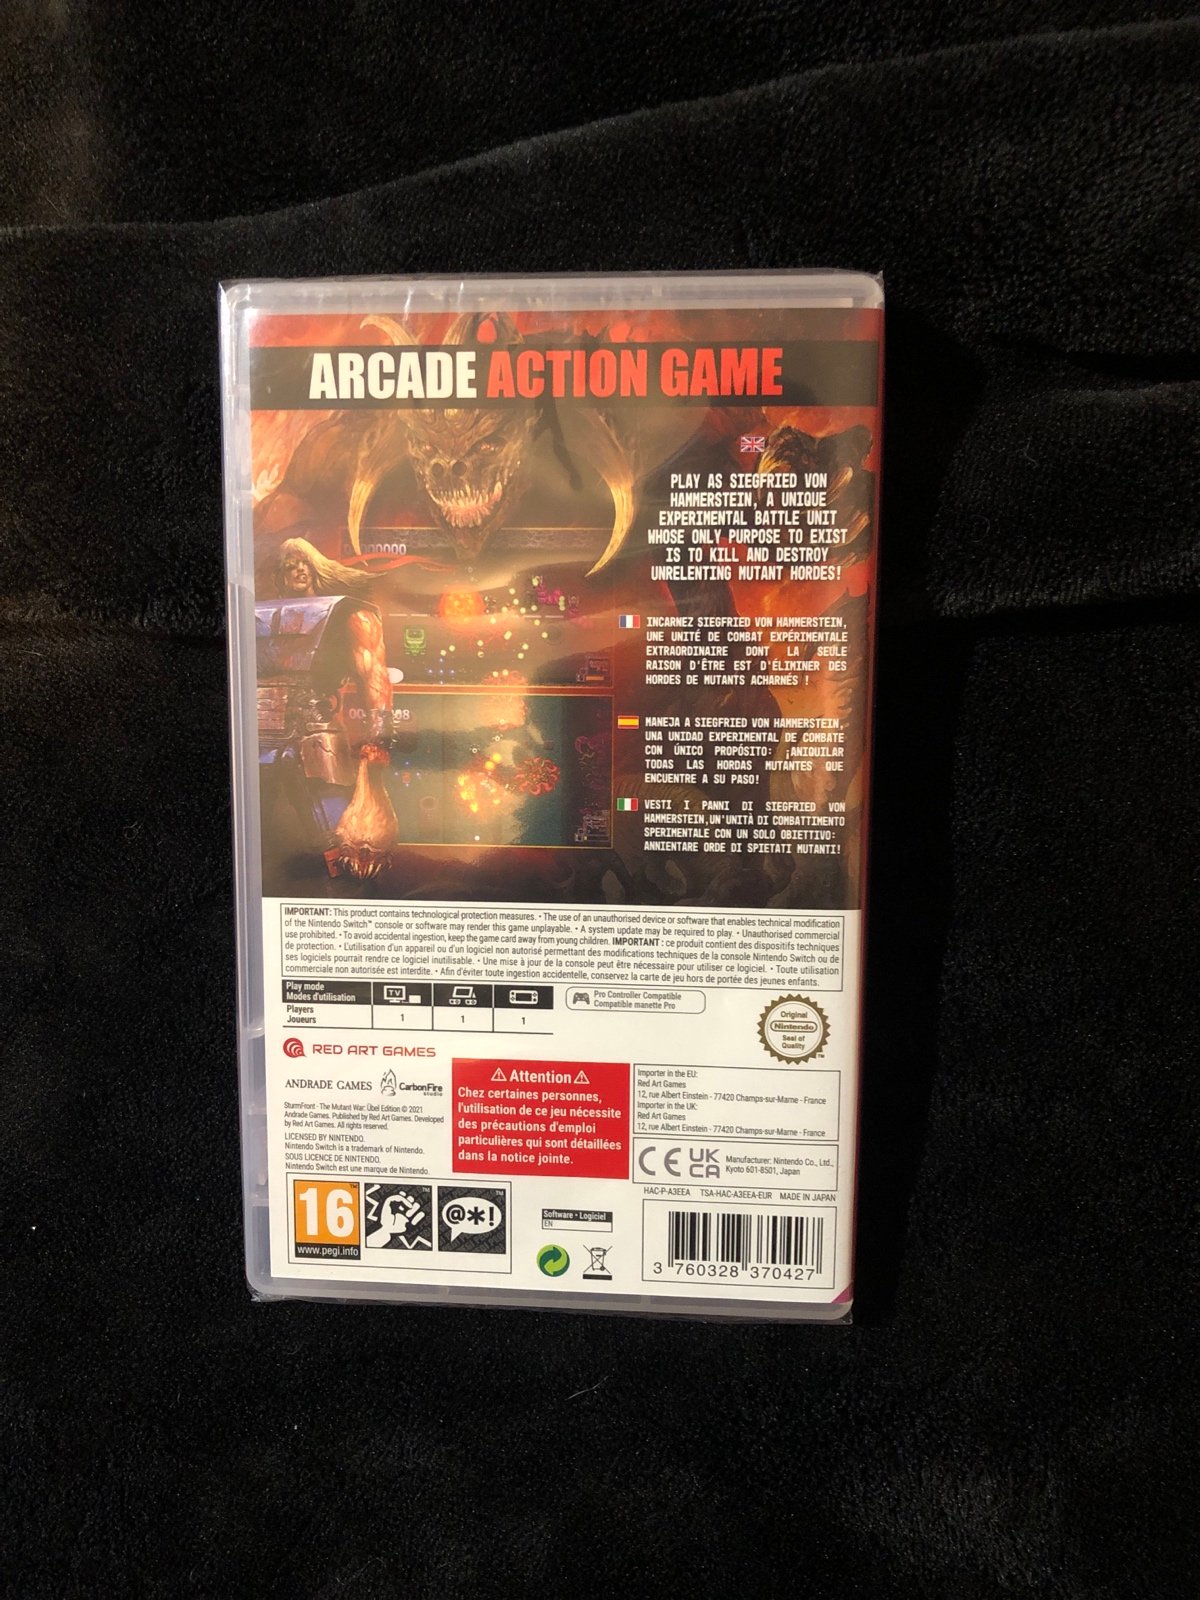 ARCADE ACTION GAME
PLAY AS SIEGFRIED VON
HAMMERSTEIN, A UNIQUE
EXPERIMENTAL BATTLE UNIT
WHOSE ONLY PURPOSE TO EXIST
IS TO KILL AND DESTROY
UNRELENTING MUTANT HORDES!
INCARNEZ SIEGFRIED VON HAMMERSTEIN,
UNE UNITÉ DE COMBAT EXPÉRIMENTALE
EXTRAORDINAIRE DONT LA SEULE
RAISON D'ÊTRE EST D'ÉLIMINER DES
HORDES DE MUTANTS ACHARNÉS !
MANEJA A SIEGFRIED VON HAMMERSTEIN,
UNA UNIDAD EXPERIMENTAL DE COMBATE
CON ÚNICO PROPÓSITO: ¡ANIQUILAR
TODAS LAS HORDAS MUTANTES QUE
ENCUENTRE A SU PASO!
VESTI I PANNI DI SIEGFRIED VON
HAMMERSTEIN,UN'UNITÀ DI COMBATTIMENTO
SPERIMENTALE CON UN SOLO OBIETTIVO:
ANNIENTARE ORDE DI SPIETATI MUTANTI!
IMPORTANT: This product contains technological protection measures. • The use of an unauthorised device or software that enables technical modification
of the Nintendo Switch™ console or software may render this game unplayable. • A system update may be required to play. • Unauthorised commercial
use prohibited. • To avoid accidental ingestion, keep the game card away from young children. IMPORTANT : ce produit contient des dispositifs techniques
de protection. • L'utilisation d'un appareil ou d'un logiciel non autorisé permettant des modifications techniques de la console Nintendo Switch ou de
ses logiciels pourrait rendre ce logiciel inutilisable. • Une mise à jour de la console peut être nécessaire pour utiliser ce logiciel. • Toute utilisation
commerciale non autorisée est interdite. • Afin d'éviter toute ingestion accidentelle, conservez la carte de jeu hors de portée des jeunes enfants.
Play mode
Modes d'utilisation
TV
Players
Joueurs
1 1 1
Pro Controller Compatible
Compatible manette Pro
Original
Nintendo
Seal of
Quality
™
RED ART GAMES
ANDRADE GAMES
CarbonFire
studio
SturmFront - The Mutant War: Übel Edition © 2021
Andrade Games. Published by Red Art Games. Developed
by Red Art Games. All rights reserved.
LICENSED BY NINTENDO.
Nintendo Switch is a trademark of Nintendo.
SOUS LICENCE DE NINTENDO.
Nintendo Switch est une marque de Nintendo.
Attention
Chez certaines personnes,
l'utilisation de ce jeu nécessite
des précautions d'emploi
particulières qui sont détaillées
dans la notice jointe.
Importer in the EU:
Red Art Games
12, rue Albert Einstein - 77420 Champs-sur-Marne - France
Importer in the UK:
Red Art Games
12, rue Albert Einstein - 77420 Champs-sur-Marne - France
CE UK
CA
Manufacturer: Nintendo Co., Ltd.,
Kyoto 601-8501, Japan
HAC-P-A3EEA TSA-HAC-A3EEA-EUR MADE IN JAPAN
16
www.pegi.info
@*!
Software • Logiciel
EN
3 760328 370427